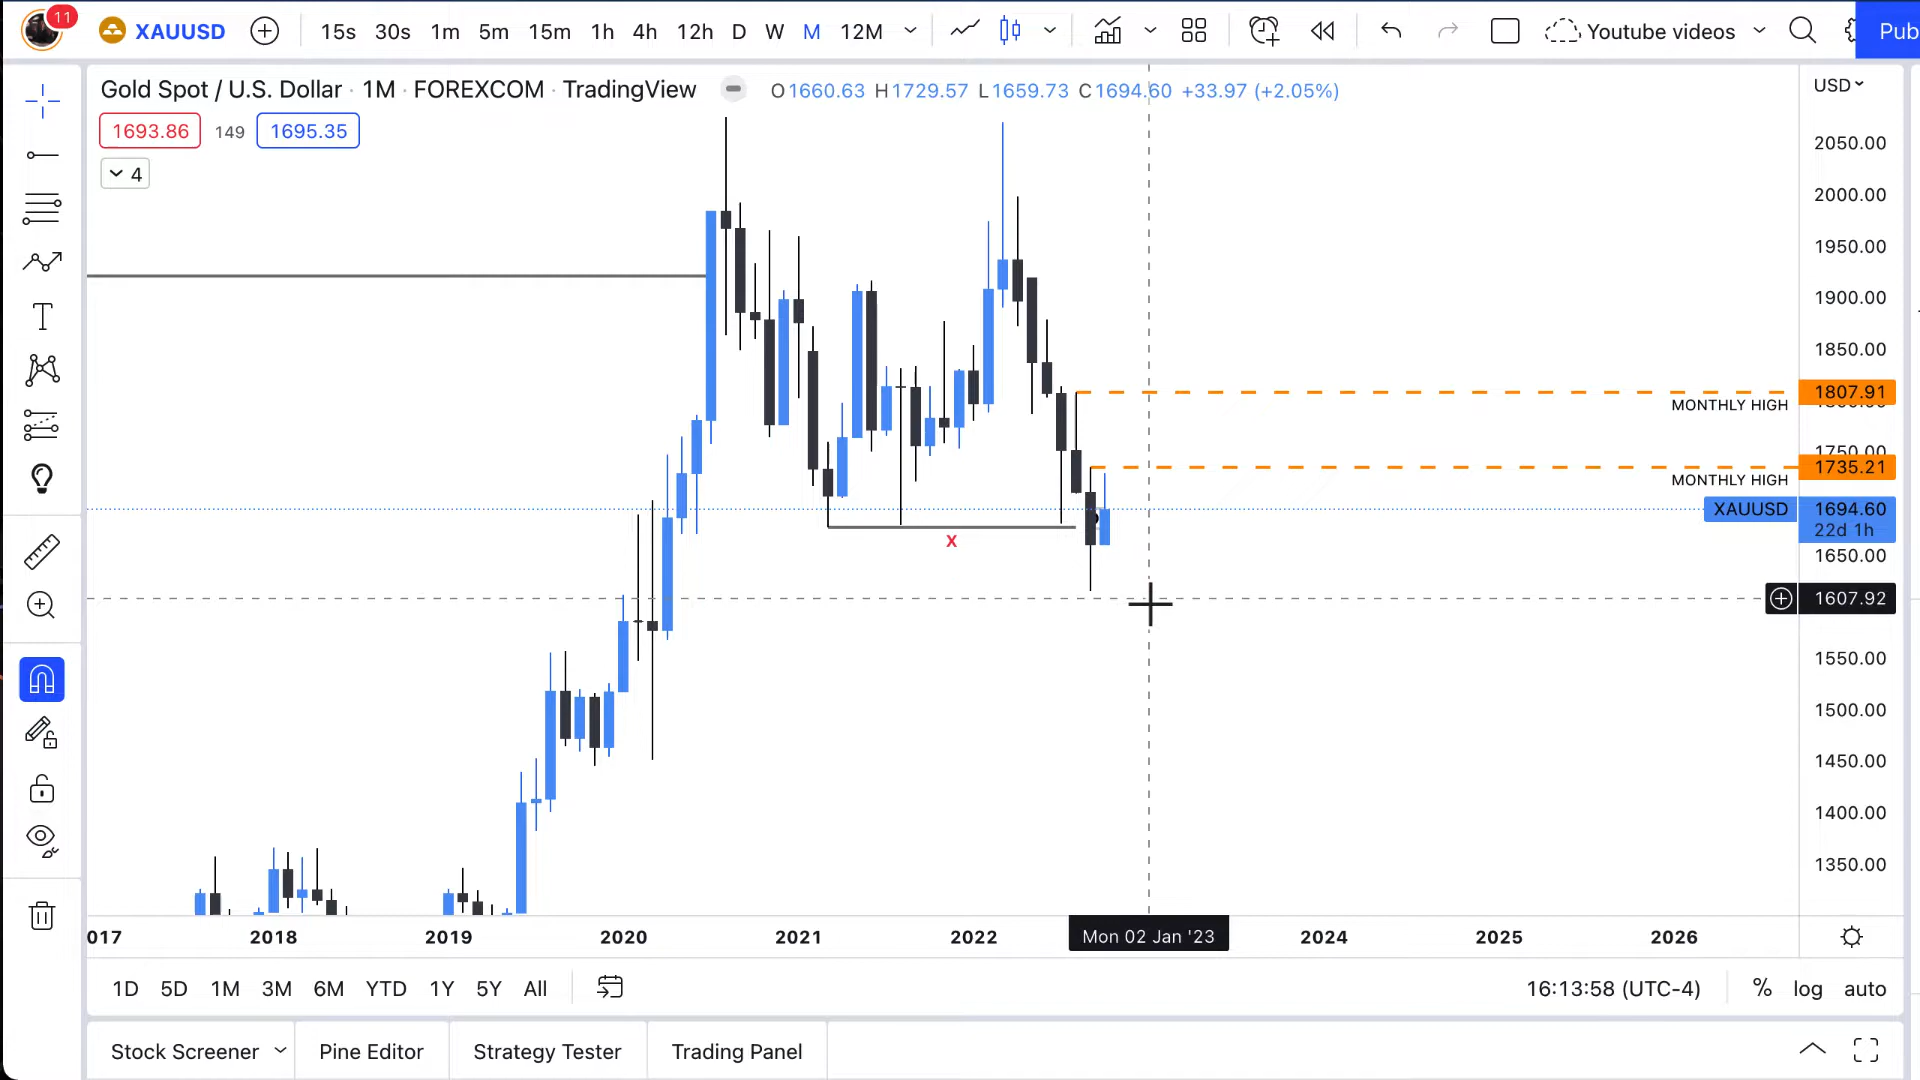 11 XAUUSD 15s 30s 1m 5m 15m 1h 4h 12h D W M 12M Youtube videos Pub
Gold Spot / U.S. Dollar · 1M · FOREXCOM · TradingView O1660.63 H1729.57 L1659.73 C1694.60 +33.97 (+2.05%) USD
1693.86 149 1695.35
4
2050.00
2000.00
1950.00
1900.00
1850.00
1807.91
MONTHLY HIGH
1750.00
1735.21
MONTHLY HIGH
XAUUSD 1694.60
22d 1h
X
1650.00
1607.92
1550.00
1500.00
1450.00
1400.00
1350.00
017 2018 2019 2020 2021 2022 Mon 02 Jan '23 2024 2025 2026
1D 5D 1M 3M 6M YTD 1Y 5Y All 16:13:58 (UTC-4) % log auto
Stock Screener Pine Editor Strategy Tester Trading Panel